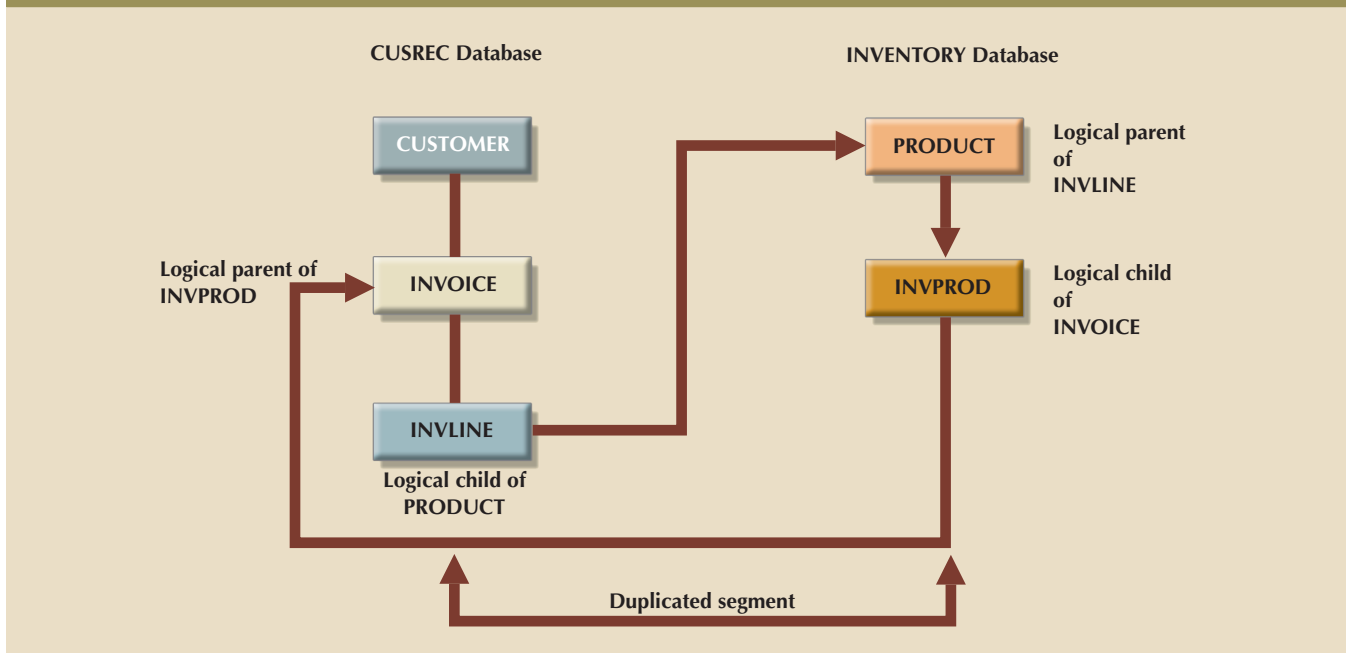 CUSREC Database
INVENTORY Database
CUSTOMER
PRODUCT
Logical parent
of
INVLINE
Logical parent of
INVPROD
INVOICE
INVPROD
Logical child
of
INVOICE
INVLINE
Logical child of
PRODUCT
Duplicated segment